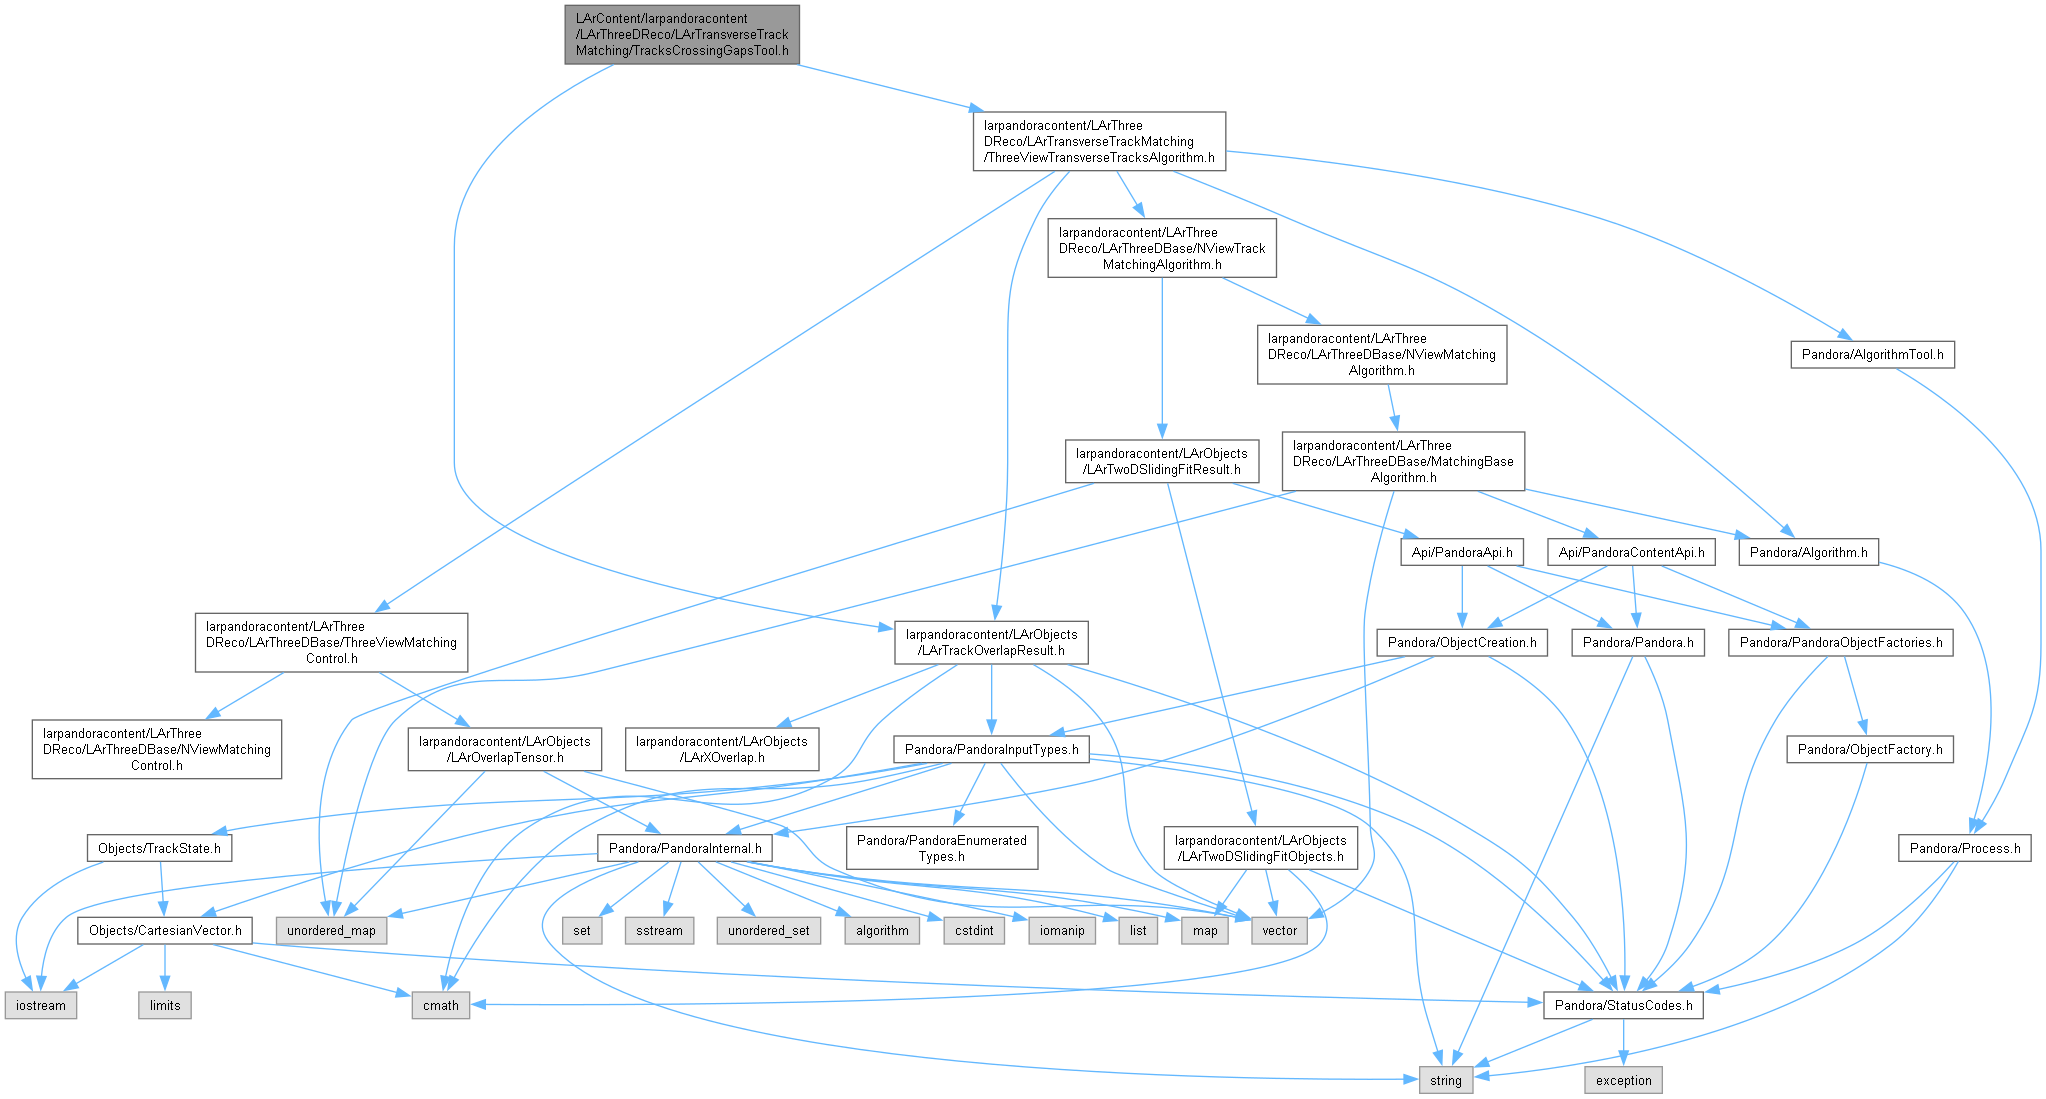 LArContent/larpandoracontent
/LArThreeDReco/LArTransverseTrack
Matching/TracksCrossingGapsTool.h
larpandoracontent/LArThree
DReco/LArTransverseTrackMatching
/ThreeViewTransverseTracksAlgorithm.h
larpandoracontent/LArThree
DReco/LArThreeDBase/NViewTrack
MatchingAlgorithm.h
larpandoracontent/LArThree
DReco/LArThreeDBase/NViewMatching
Algorithm.h
Pandora/AlgorithmTool.h
larpandoracontent/LArObjects
/LArTwoDSlidingFitResult.h
larpandoracontent/LArThree
DReco/LArThreeDBase/MatchingBase
Algorithm.h
Api/PandoraApi.h
Api/PandoraContentApi.h
Pandora/Algorithm.h
larpandoracontent/LArThree
DReco/LArThreeDBase/ThreeViewMatching
Control.h
larpandoracontent/LArObjects
/LArTrackOverlapResult.h
Pandora/ObjectCreation.h
Pandora/Pandora.h
Pandora/PandoraObjectFactories.h
larpandoracontent/LArThree
DReco/LArThreeDBase/NViewMatching
Control.h
larpandoracontent/LArObjects
/LArOverlapTensor.h
larpandoracontent/LArObjects
/LArXOverlap.h
Pandora/PandoraInputTypes.h
Pandora/ObjectFactory.h
Objects/TrackState.h
Pandora/PandoraInternal.h
Pandora/PandoraEnumerated
Types.h
larpandoracontent/LArObjects
/LArTwoDSlidingFitObjects.h
Pandora/Process.h
Objects/CartesianVector.h
unordered_map
set
sstream
unordered_set
algorithm
cstdint
iomanip
list
map
vector
iostream
limits
cmath
Pandora/StatusCodes.h
string
exception